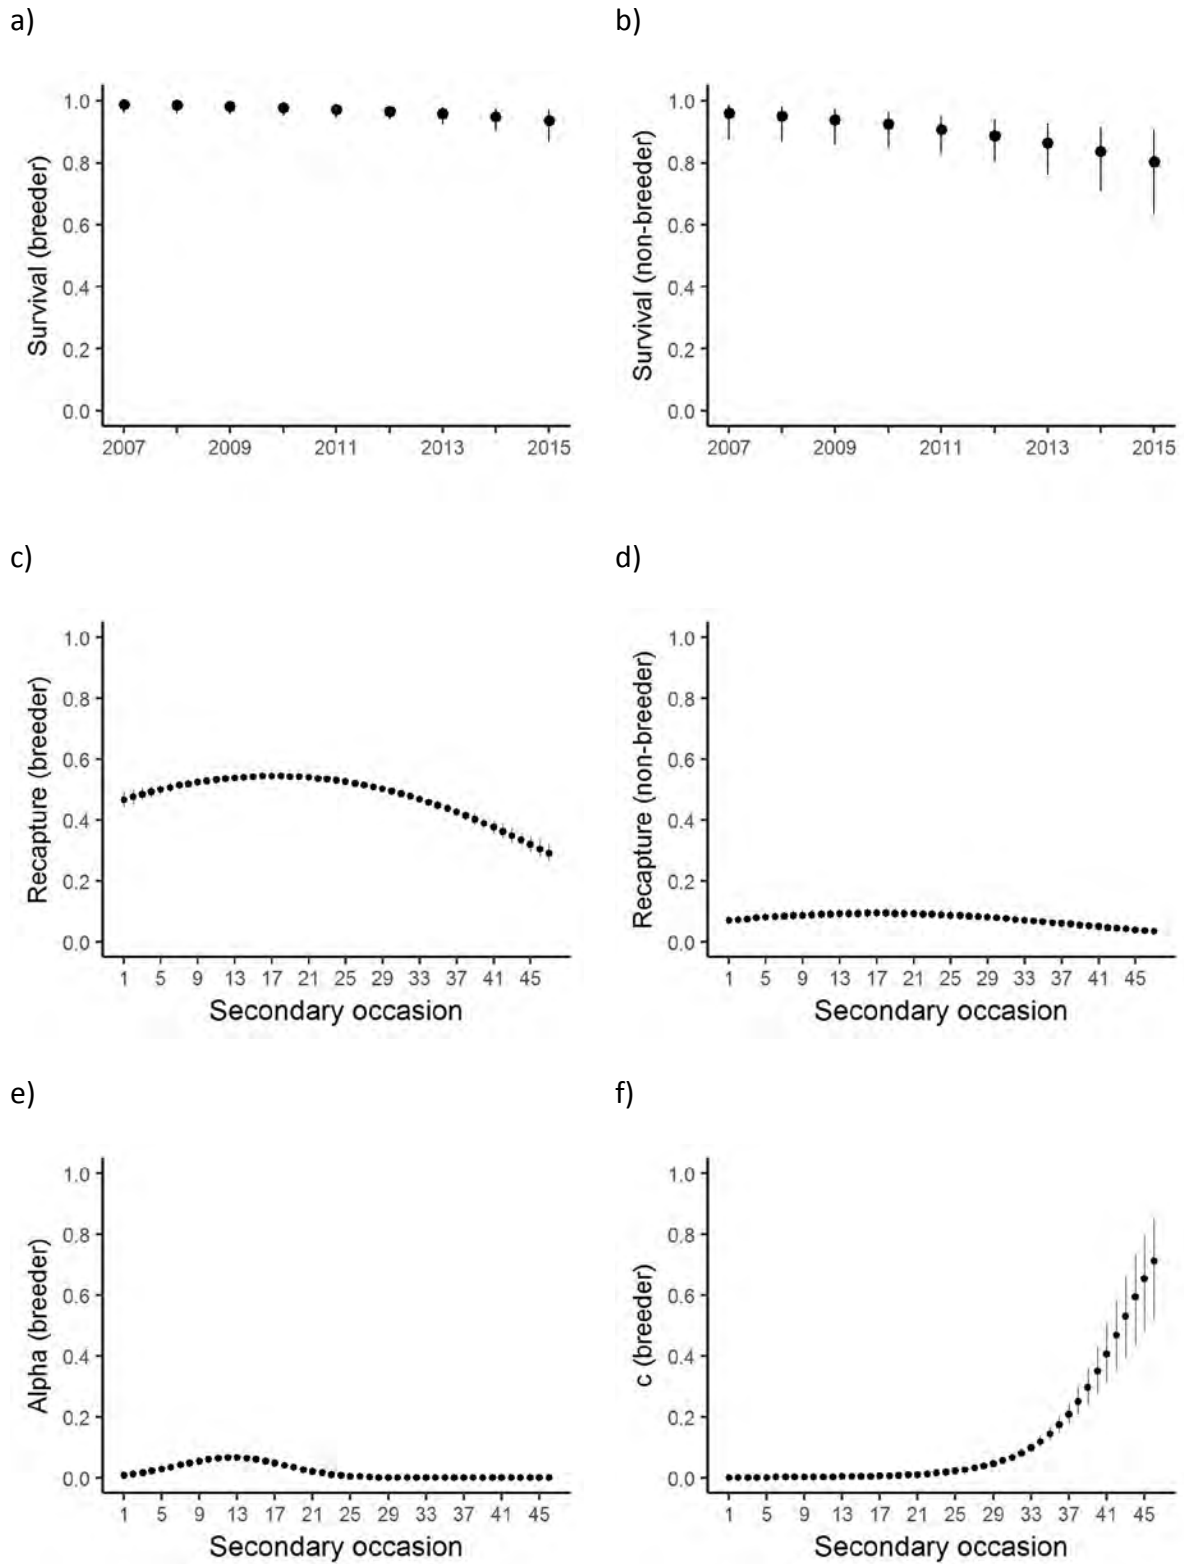 a)
b)
Survival (breeder)
1.0
0.8
0.6
0.4
0.2
0.0
2007 2009 2011 2013 2015
Survival (non-breeder)
1.0
0.8
0.6
0.4
0.2
0.0
2007 2009 2011 2013 2015
c)
d)
Recapture (breeder)
1.0
0.8
0.6
0.4
0.2
0.0
1 5 9 13 17 21 25 29 33 37 41 45
Secondary occasion
Recapture (non-breeder)
1.0
0.8
0.6
0.4
0.2
0.0
1 5 9 13 17 21 25 29 33 37 41 45
Secondary occasion
e)
f)
Alpha (breeder)
1.0
0.8
0.6
0.4
0.2
0.0
1 5 9 13 17 21 25 29 33 37 41 45
Secondary occasion
c (breeder)
1.0
0.8
0.6
0.4
0.2
0.0
1 5 9 13 17 21 25 29 33 37 41 45
Secondary occasion